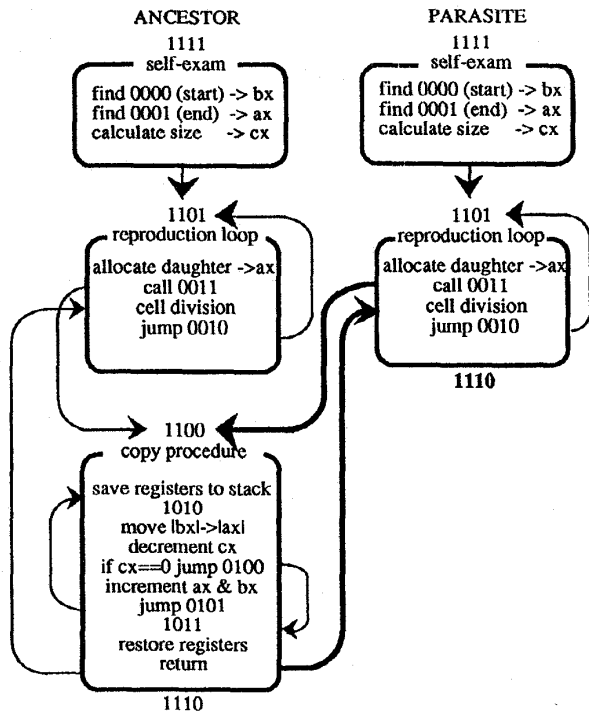 ANCESTOR
1111
self-exam
find 0000 (start) -> bx
find 0001 (end) -> ax
calculate size -> cx
1101
reproduction loop
allocate daughter ->ax
call 0011
cell division
jump 0010
1100
copy procedure
save registers to stack
1010
move |bx|->|ax|
decrement cx
if cx==0 jump 0100
increment ax & bx
jump 0101
1011
restore registers
return
1110
PARASITE
1111
self-exam
find 0000 (start) -> bx
find 0001 (end) -> ax
calculate size -> cx
1101
reproduction loop
allocate daughter ->ax
call 0011
cell division
jump 0010
1110